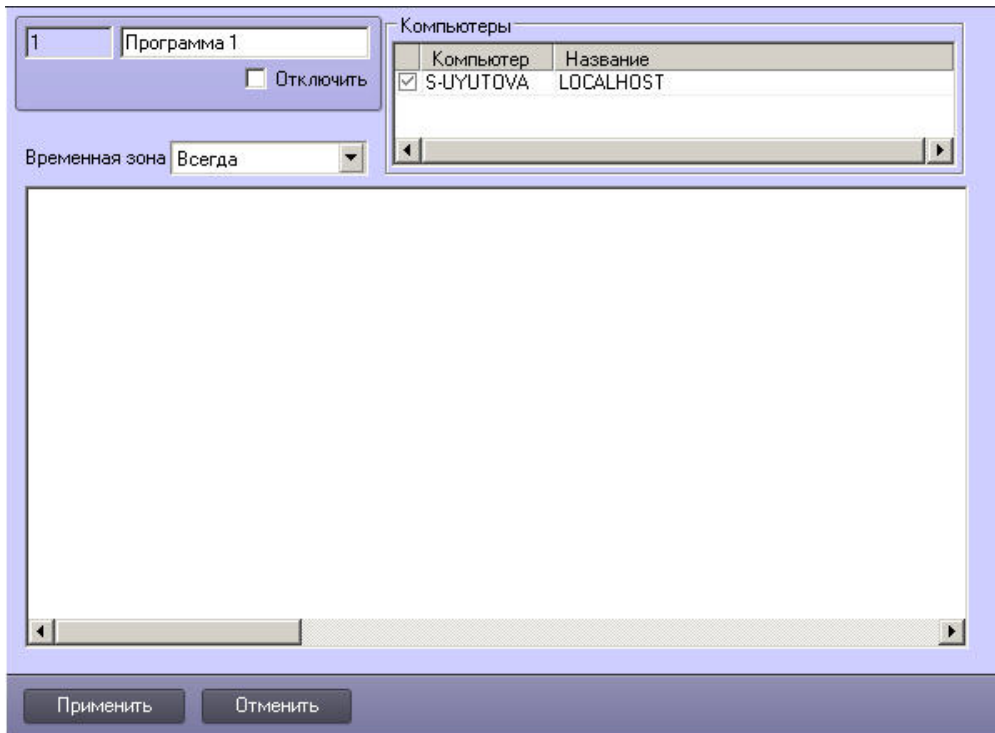 1
Программа 1
Отключить
Временная зона Всегда
Компьютеры
Компьютер Название
S-UYUTOVA LOCALHOST
Применить Отменить